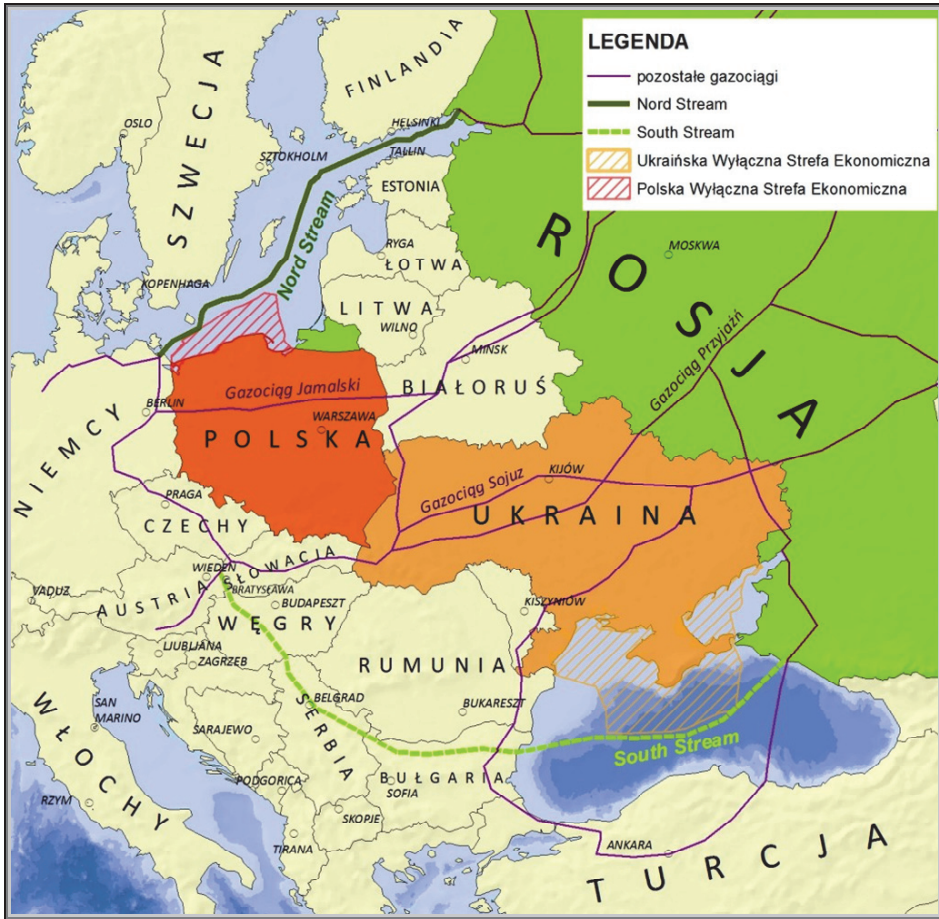 LEGENDA
pozostałe gazociągi
Nord Stream
South Stream
Ukraińska Wyłączna Strefa Ekonomiczna
Polska Wyłączna Strefa Ekonomiczna
FINLANDIA
SZWECJA
OSLO
HELSINKI
SZTOKHOLM
TALLIN
ESTONIA
Nord Stream
ROSJA
MOSKWA
RYGA
ŁOTWA
KOPENHAGA
LITWA
WILNO
MIŃSK
BIAŁORUŚ
Gazociąg Przyjaźń
Gazociąg Jamalski
BERLIN
WARSZAWA
POLSKA
NIEMCY
Gazociąg Sojuz
KIJÓW
UKRAINA
PRAGA
CZECHY
SŁOWACJA
WIEDEŃ
BRATYSŁAWA
VADUZ
AUSTRIA
BUDAPESZT
WĘGRY
KISZYNIÓW
LJUBLJANA
ZAGRZEB
RUMUNIA
WŁOCHY
SAN
MARINO
BELGRAD
BUKARESZT
SARAJEWO
SERBIA
South Stream
PODGORICA
BUŁGARIA
SOFIA
RZYM
SKOPJE
TIRANA
ANKARA
TURCJA